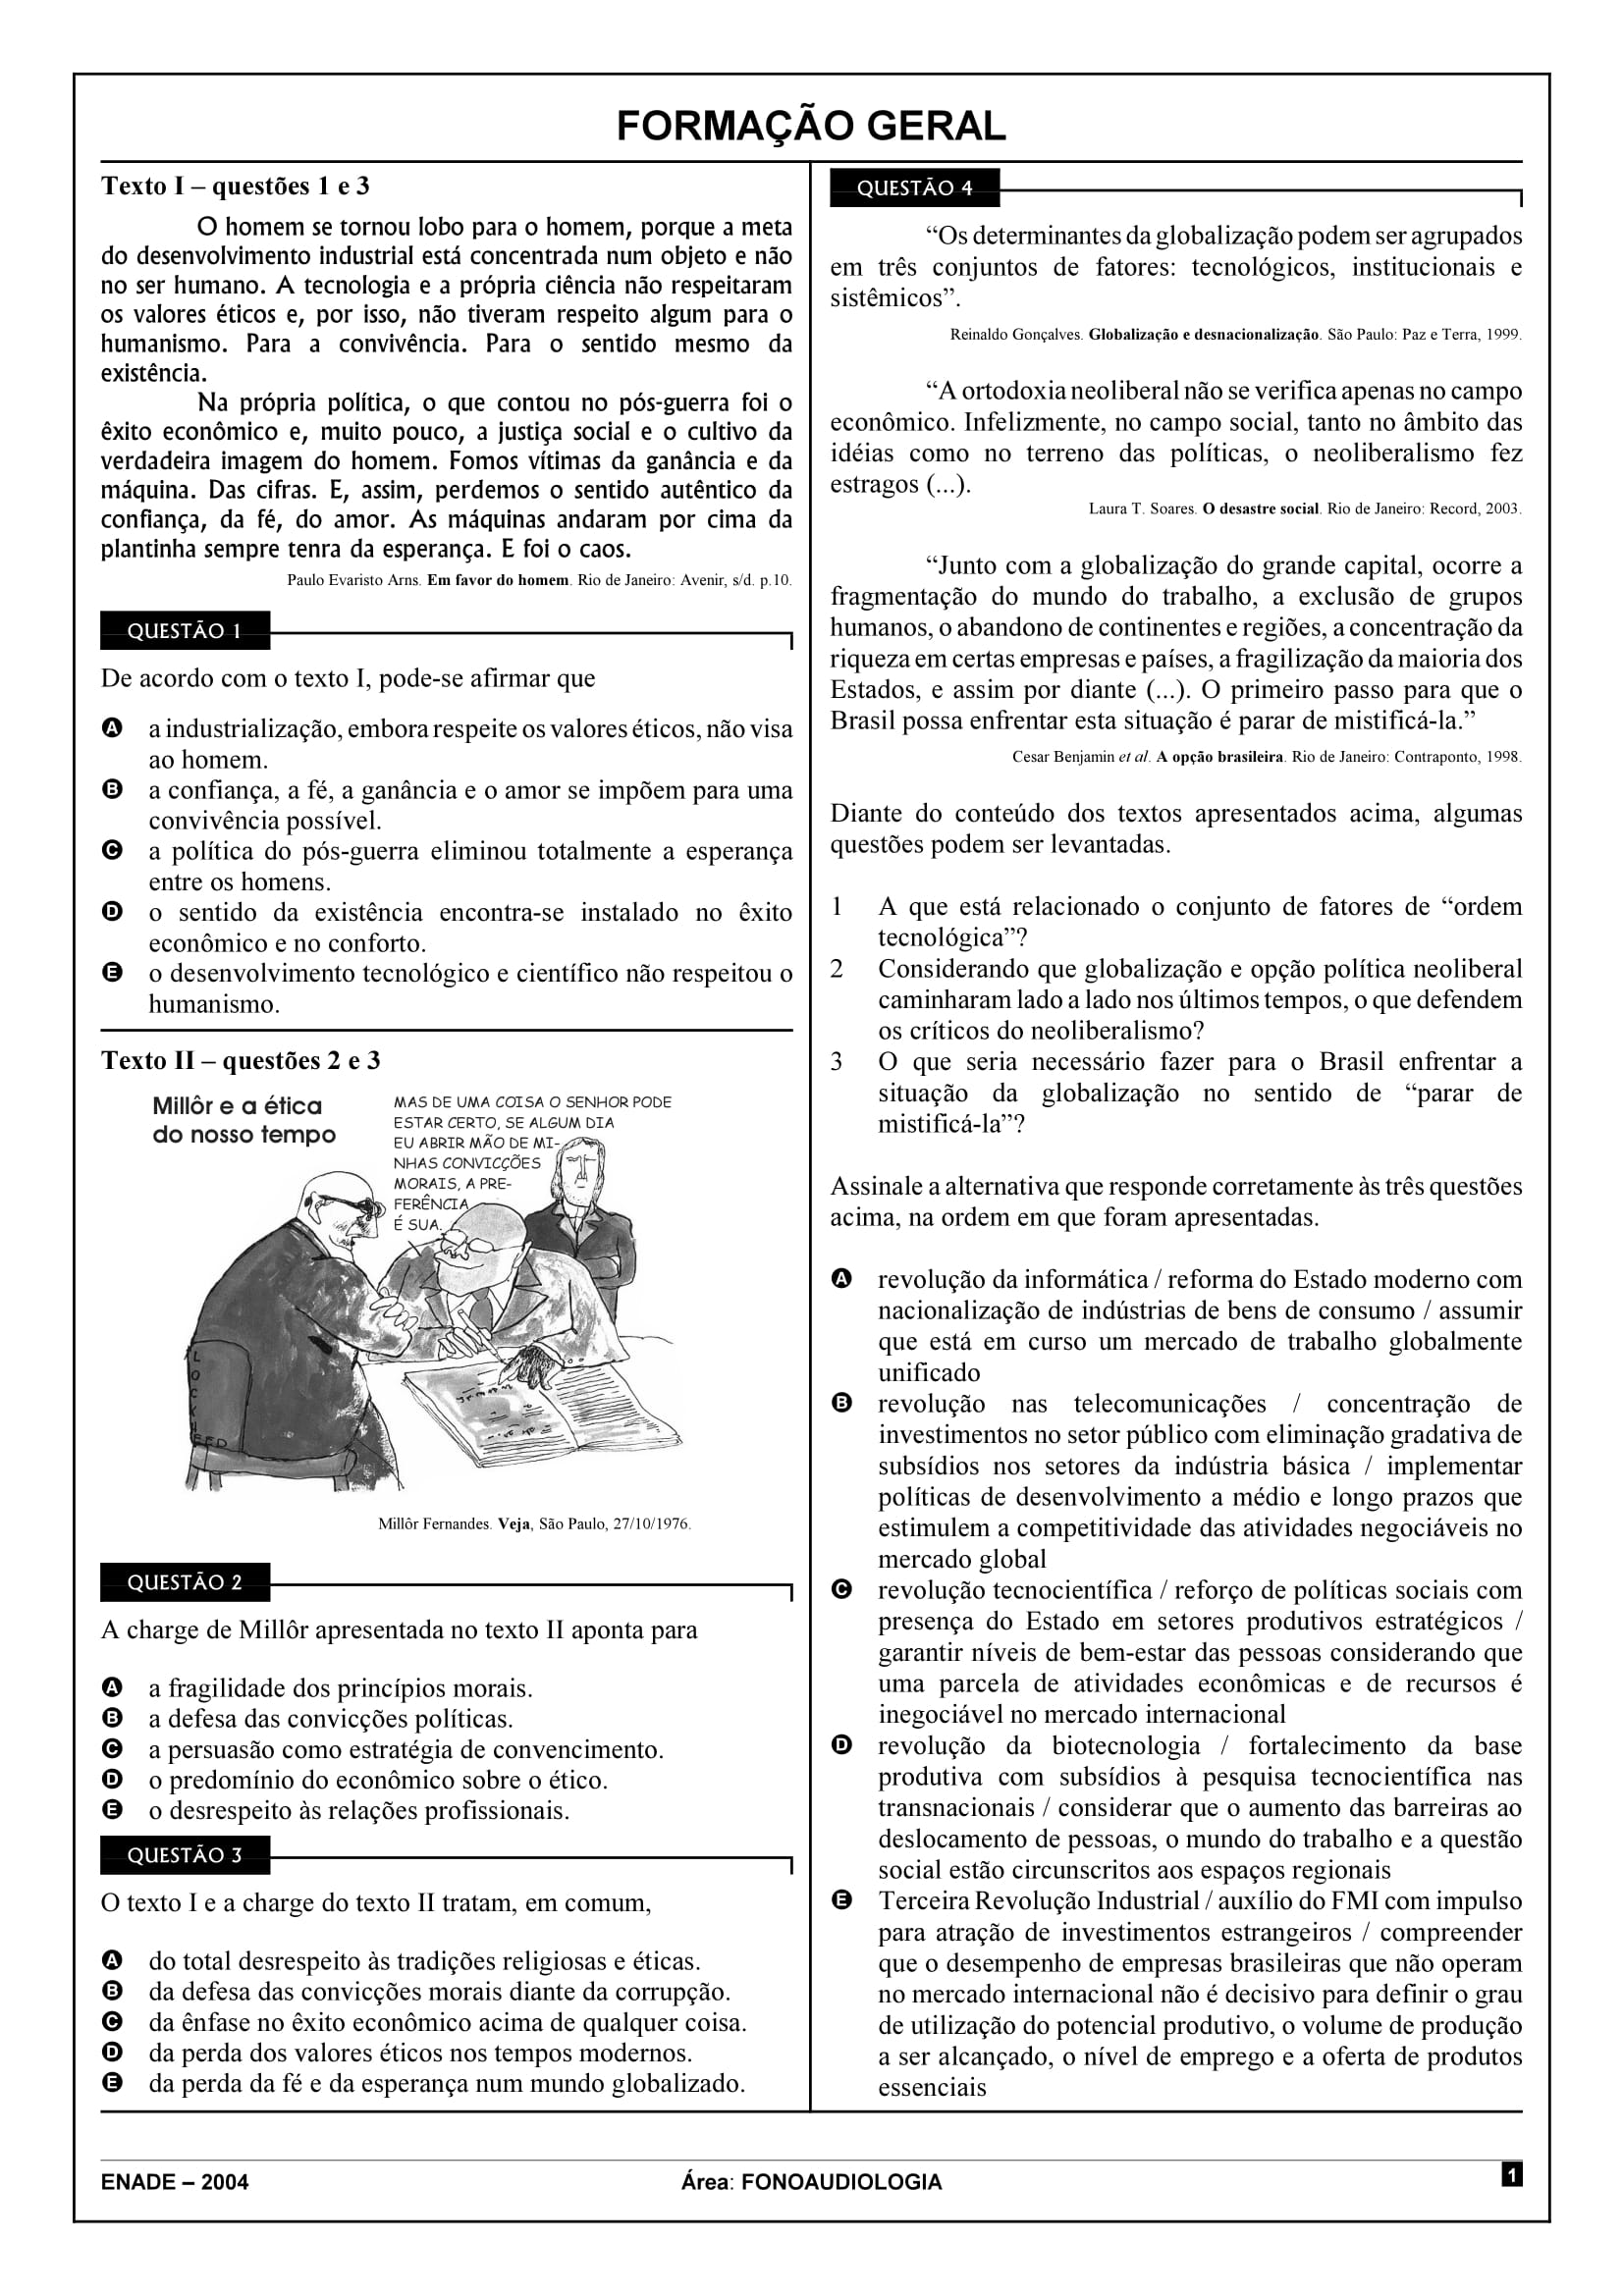 FORMAÇÃO GERAL
Texto I – questões 1 e 3
O homem se tornou lobo para o homem, porque a meta
do desenvolvimento industrial está concentrada num objeto e não
no ser humano. A tecnologia e a própria ciência não respeitaram
os valores éticos e, por isso, não tiveram respeito algum para o
humanismo. Para a convivência. Para o sentido mesmo da
existência.
Na própria política, o que contou no pós-guerra foi o
êxito econômico e, muito pouco, a justiça social e o cultivo da
verdadeira imagem do homem. Fomos vítimas da ganância e da
máquina. Das cifras. E, assim, perdemos o sentido autêntico da
confiança, da fé, do amor. As máquinas andaram por cima da
plantinha sempre tenra da esperança. E foi o caos.
Paulo Evaristo Arns. Em favor do homem. Rio de Janeiro: Avenir, s/d. p.10.
QUESTÃO 1
De acordo com o texto I, pode-se afirmar que
A a industrialização, embora respeite os valores éticos, não visa
ao homem.
B a confiança, a fé, a ganância e o amor se impõem para uma
convivência possível.
C a política do pós-guerra eliminou totalmente a esperança
entre os homens.
D o sentido da existência encontra-se instalado no êxito
econômico e no conforto.
E o desenvolvimento tecnológico e científico não respeitou o
humanismo.
Texto II – questões 2 e 3
Millôr e a ética
do nosso tempo
MAS DE UMA COISA O SENHOR PODE
ESTAR CERTO, SE ALGUM DIA
EU ABRIR MÃO DE MI-
NHAS CONVICÇÕES
MORAIS, A PRE-
FERÊNCIA
É SUA.
LOCKHEED
Millôr Fernandes. Veja, São Paulo, 27/10/1976.
QUESTÃO 2
A charge de Millôr apresentada no texto II aponta para
A a fragilidade dos princípios morais.
B a defesa das convicções políticas.
C a persuasão como estratégia de convencimento.
D o predomínio do econômico sobre o ético.
E o desrespeito às relações profissionais.
QUESTÃO 3
O texto I e a charge do texto II tratam, em comum,
A do total desrespeito às tradições religiosas e éticas.
B da defesa das convicções morais diante da corrupção.
C da ênfase no êxito econômico acima de qualquer coisa.
D da perda dos valores éticos nos tempos modernos.
E da perda da fé e da esperança num mundo globalizado.
QUESTÃO 4
“Os determinantes da globalização podem ser agrupados
em três conjuntos de fatores: tecnológicos, institucionais e
sistêmicos”.
Reinaldo Gonçalves. Globalização e desnacionalização. São Paulo: Paz e Terra, 1999.
“A ortodoxia neoliberal não se verifica apenas no campo
econômico. Infelizmente, no campo social, tanto no âmbito das
idéias como no terreno das políticas, o neoliberalismo fez
estragos (...).
Laura T. Soares. O desastre social. Rio de Janeiro: Record, 2003.
“Junto com a globalização do grande capital, ocorre a
fragmentação do mundo do trabalho, a exclusão de grupos
humanos, o abandono de continentes e regiões, a concentração da
riqueza em certas empresas e países, a fragilização da maioria dos
Estados, e assim por diante (...). O primeiro passo para que o
Brasil possa enfrentar esta situação é parar de mistificá-la.”
Cesar Benjamin et al. A opção brasileira. Rio de Janeiro: Contraponto, 1998.
Diante do conteúdo dos textos apresentados acima, algumas
questões podem ser levantadas.
1 A que está relacionado o conjunto de fatores de “ordem
tecnológica”?
2 Considerando que globalização e opção política neoliberal
caminharam lado a lado nos últimos tempos, o que defendem
os críticos do neoliberalismo?
3 O que seria necessário fazer para o Brasil enfrentar a
situação da globalização no sentido de “parar de
mistificá-la”?
Assinale a alternativa que responde corretamente às três questões
acima, na ordem em que foram apresentadas.
A revolução da informática / reforma do Estado moderno com
nacionalização de indústrias de bens de consumo / assumir
que está em curso um mercado de trabalho globalmente
unificado
B revolução nas telecomunicações / concentração de
investimentos no setor público com eliminação gradativa de
subsídios nos setores da indústria básica / implementar
políticas de desenvolvimento a médio e longo prazos que
estimulem a competitividade das atividades negociáveis no
mercado global
C revolução tecnocientífica / reforço de políticas sociais com
presença do Estado em setores produtivos estratégicos /
garantir níveis de bem-estar das pessoas considerando que
uma parcela de atividades econômicas e de recursos é
inegociável no mercado internacional
D revolução da biotecnologia / fortalecimento da base
produtiva com subsídios à pesquisa tecnocientífica nas
transnacionais / considerar que o aumento das barreiras ao
deslocamento de pessoas, o mundo do trabalho e a questão
social estão circunscritos aos espaços regionais
E Terceira Revolução Industrial / auxílio do FMI com impulso
para atração de investimentos estrangeiros / compreender
que o desempenho de empresas brasileiras que não operam
no mercado internacional não é decisivo para definir o grau
de utilização do potencial produtivo, o volume de produção
a ser alcançado, o nível de emprego e a oferta de produtos
essenciais
ENADE – 2004
Área: FONOAUDIOLOGIA
1